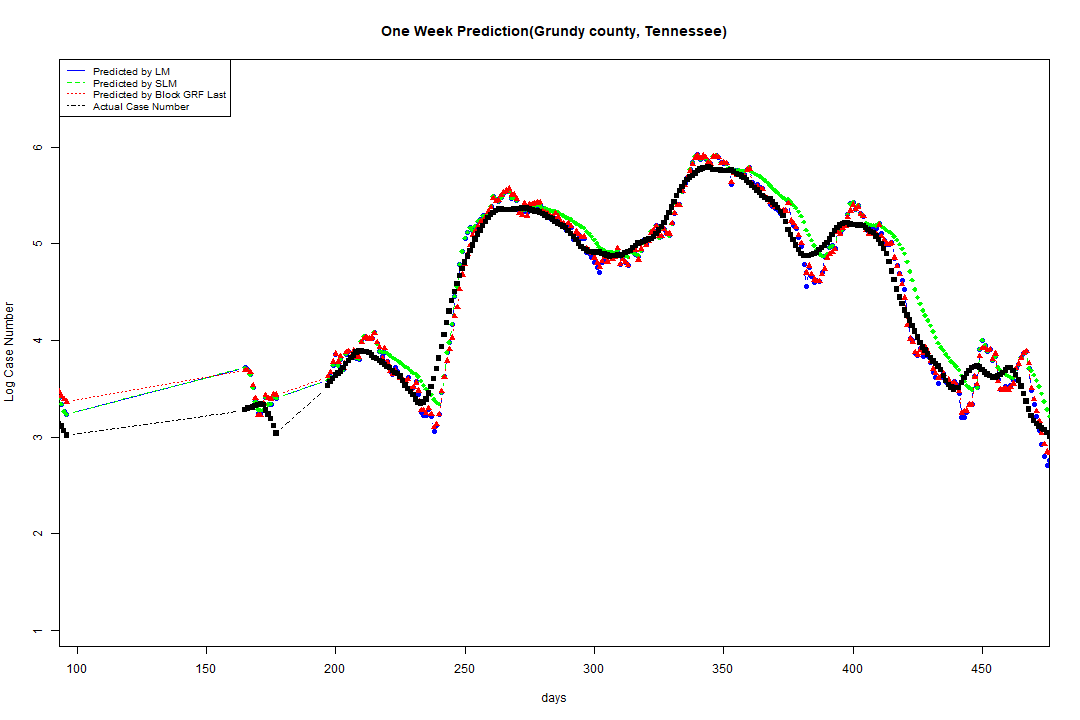 One Week Prediction(Grundy county, Tennessee)
Predicted by LM
Predicted by SLM
Predicted by Block GRF Last
Actual Case Number
Log Case Number
6
5
4
3
2
1
100 150 200 250 300 350 400 450
days